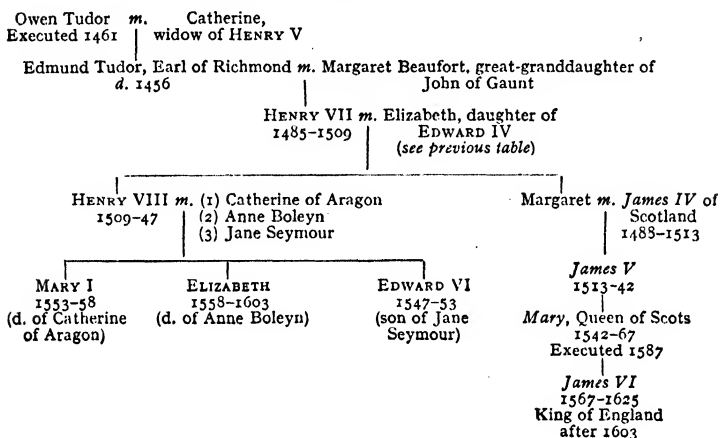 Owen Tudor m. Catherine,
Executed 1461 widow of HENRY V
Edmund Tudor, Earl of Richmond m. Margaret Beaufort, great-granddaughter of
d. 1456 John of Gaunt
HENRY VII m. Elizabeth, daughter of
1485-1509 EDWARD IV
(see previous table)
HENRY VIII m. (1) Catherine of Aragon
1509-47 (2) Anne Boleyn
(3) Jane Seymour
Margaret m. James IV of
Scotland
1488-1513
MARY I
1553-58
(d. of Catherine
of Aragon)
ELIZABETH
1558-1603
(d. of Anne Boleyn)
EDWARD VI
1547-53
(son of Jane
Seymour)
James V
1513-42
Mary, Queen of Scots
1542-67
Executed 1587
James VI
1567-1625
King of England
after 1603